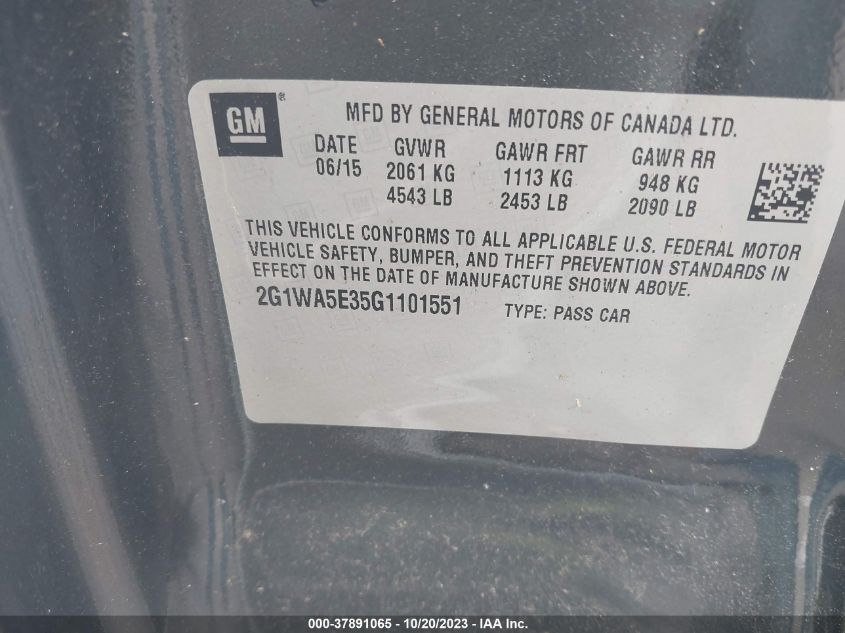 GM ®
MFD BY GENERAL MOTORS OF CANADA LTD.
DATE GVWR GAWR FRT GAWR RR
06/15 2061 KG 1113 KG 948 KG
4543 LB 2453 LB 2090 LB
THIS VEHICLE CONFORMS TO ALL APPLICABLE U.S. FEDERAL MOTOR
VEHICLE SAFETY, BUMPER, AND THEFT PREVENTION STANDARDS IN
EFFECT ON THE DATE OF MANUFACTURE SHOWN ABOVE.
2G1WA5E35G1101551 TYPE: PASS CAR
000-37891065 - 10/20/2023 - IAA Inc.